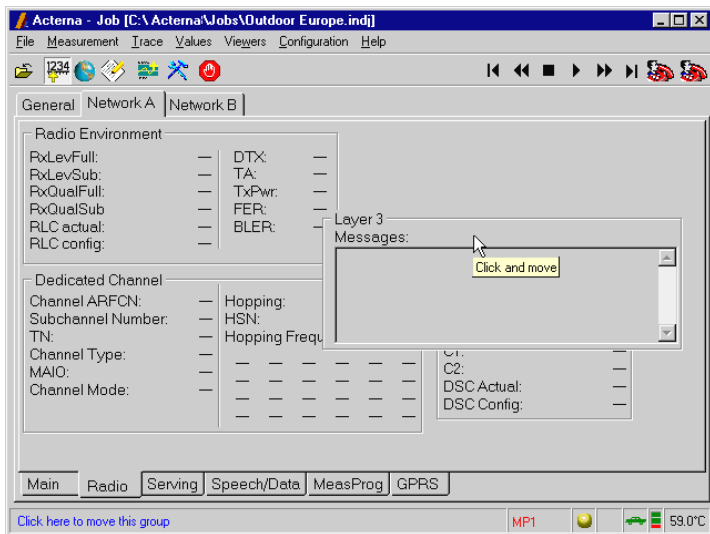 Acterna - Job [C:\Acterna\Jobs\Outdoor Europe.indj]
File Measurement Trace Values Viewers Configuration Help
1234
General Network A Network B
Radio Environment
RxLevFull: — DTX: —
RxLevSub: — TA: —
RxQualFull: — TxPwr: —
RxQualSub — FER: —
RLC actual: — BLER: —
RLC config: —
Layer 3
Messages:
Click and move
Dedicated Channel
Channel ARFCN: — Hopping:
Subchannel Number: — HSN:
TN: — Hopping Frequ
Channel Type: —
MAIO: — — — — — — —
Channel Mode: — — — — — — —
— — — — — —
— — — — — —
C1: —
C2: —
DSC Actual: —
DSC Config: —
Main Radio Serving Speech/Data MeasProg GPRS
Click here to move this group MP1 59.0°C